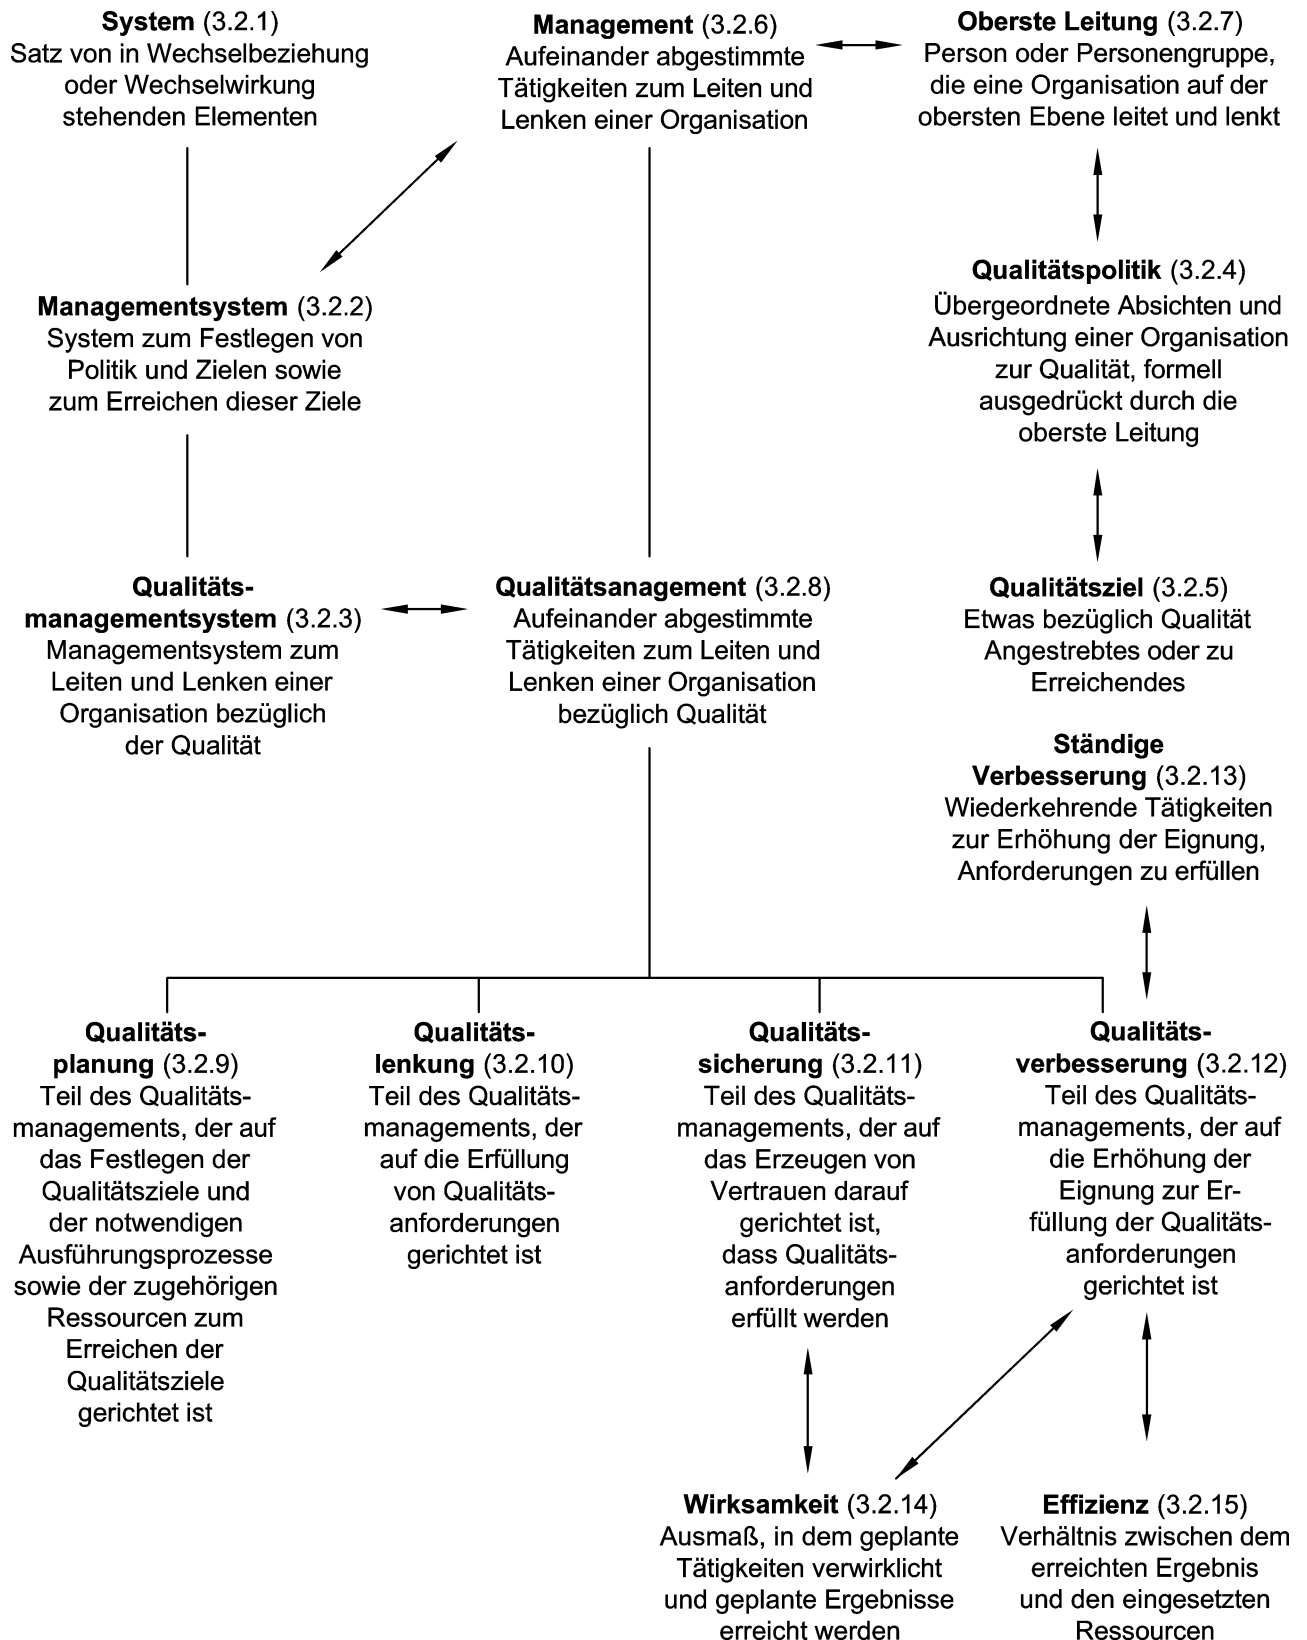 System (3.2.1)
Satz von in Wechselbeziehung
oder Wechselwirkung
stehenden Elementen
Management (3.2.6)
Aufeinander abgestimmte
Tätigkeiten zum Leiten und
Lenken einer Organisation
Oberste Leitung (3.2.7)
Person oder Personengruppe,
die eine Organisation auf der
obersten Ebene leitet und lenkt
Managementsystem (3.2.2)
System zum Festlegen von
Politik und Zielen sowie
zum Erreichen dieser Ziele
Qualitätspolitik (3.2.4)
Übergeordnete Absichten und
Ausrichtung einer Organisation
zur Qualität, formell
ausgedrückt durch die
oberste Leitung
Qualitäts-
managementsystem (3.2.3)
Managementsystem zum
Leiten und Lenken einer
Organisation bezüglich
der Qualität
Qualitätsanagement (3.2.8)
Aufeinander abgestimmte
Tätigkeiten zum Leiten und
Lenken einer Organisation
bezüglich Qualität
Qualitätsziel (3.2.5)
Etwas bezüglich Qualität
Angestrebtes oder zu
Erreichendes
Ständige
Verbesserung (3.2.13)
Wiederkehrende Tätigkeiten
zur Erhöhung der Eignung,
Anforderungen zu erfüllen
Qualitäts-
planung (3.2.9)
Teil des Qualitäts-
managements, der auf
das Festlegen der
Qualitätsziele und
der notwendigen
Ausführungsprozesse
sowie der zugehörigen
Ressourcen zum
Erreichen der
Qualitätsziele
gerichtet ist
Qualitäts-
lenkung (3.2.10)
Teil des Qualitäts-
managements, der
auf die Erfüllung
von Qualitäts-
anforderungen
gerichtet ist
Qualitäts-
sicherung (3.2.11)
Teil des Qualitäts-
managements, der auf
das Erzeugen von
Vertrauen darauf
gerichtet ist,
dass Qualitäts-
anforderungen
erfüllt werden
Qualitäts-
verbesserung (3.2.12)
Teil des Qualitäts-
managements, der auf
die Erhöhung der
Eignung zur Er-
füllung der Qualitäts-
anforderungen
gerichtet ist
Wirksamkeit (3.2.14)
Ausmaß, in dem geplante
Tätigkeiten verwirklicht
und geplante Ergebnisse
erreicht werden
Effizienz (3.2.15)
Verhältnis zwischen dem
erreichten Ergebnis
und den eingesetzten
Ressourcen